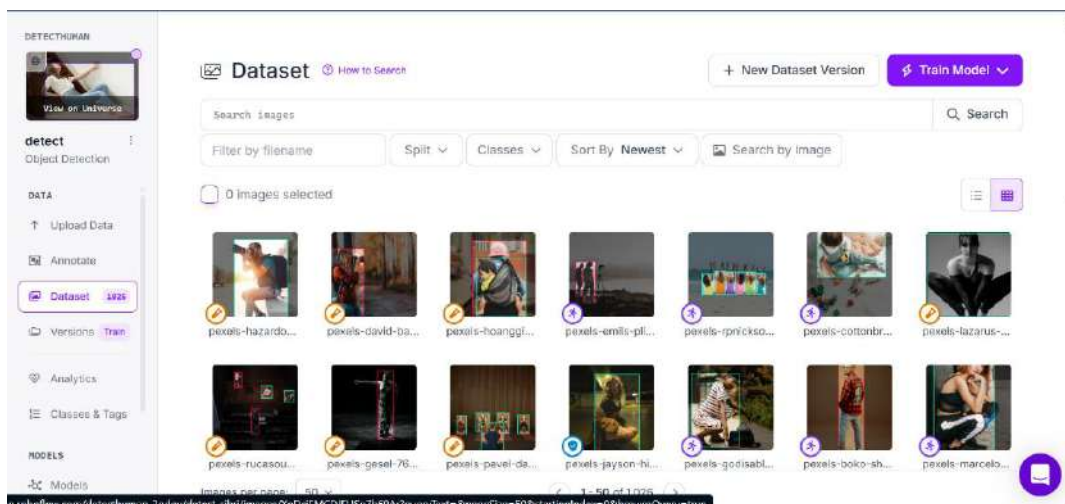 DETECTHUMAN
View on Universe
detect
Object Detection
DATA
Upload Data
Annotate
Dataset 1026
Versions Train
Analytics
Classes & Tags
MODELS
Models
Dataset How to Search
+ New Dataset Version
Train Model
Search images
Search
Filter by filename
Split
Classes
Sort By Newest
Search by Image
0 images selected
pexels-hazardo...
pexels-david-ba...
pexels-hoanggi...
pexels-emils-pli...
pexels-rpnickso...
pexels-cottonbr...
pexels-lazarus-...
pexels-rucasou...
pexels-gesel-76...
pexels-pavel-da...
pexels-jayson-hi...
pexels-godisabl...
pexels-boko-sh...
pexels-marcelo...
Images per page: 50
1 - 50 of 1026